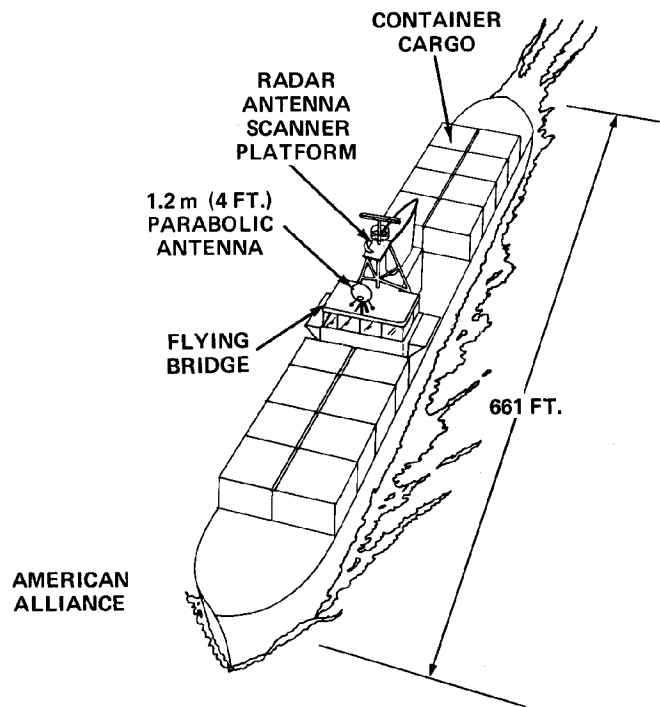 CONTAINER
CARGO
RADAR
ANTENNA
SCANNER
PLATFORM
1.2 m (4 FT.)
PARABOLIC
ANTENNA
FLYING
BRIDGE
661 FT.
AMERICAN
ALLIANCE